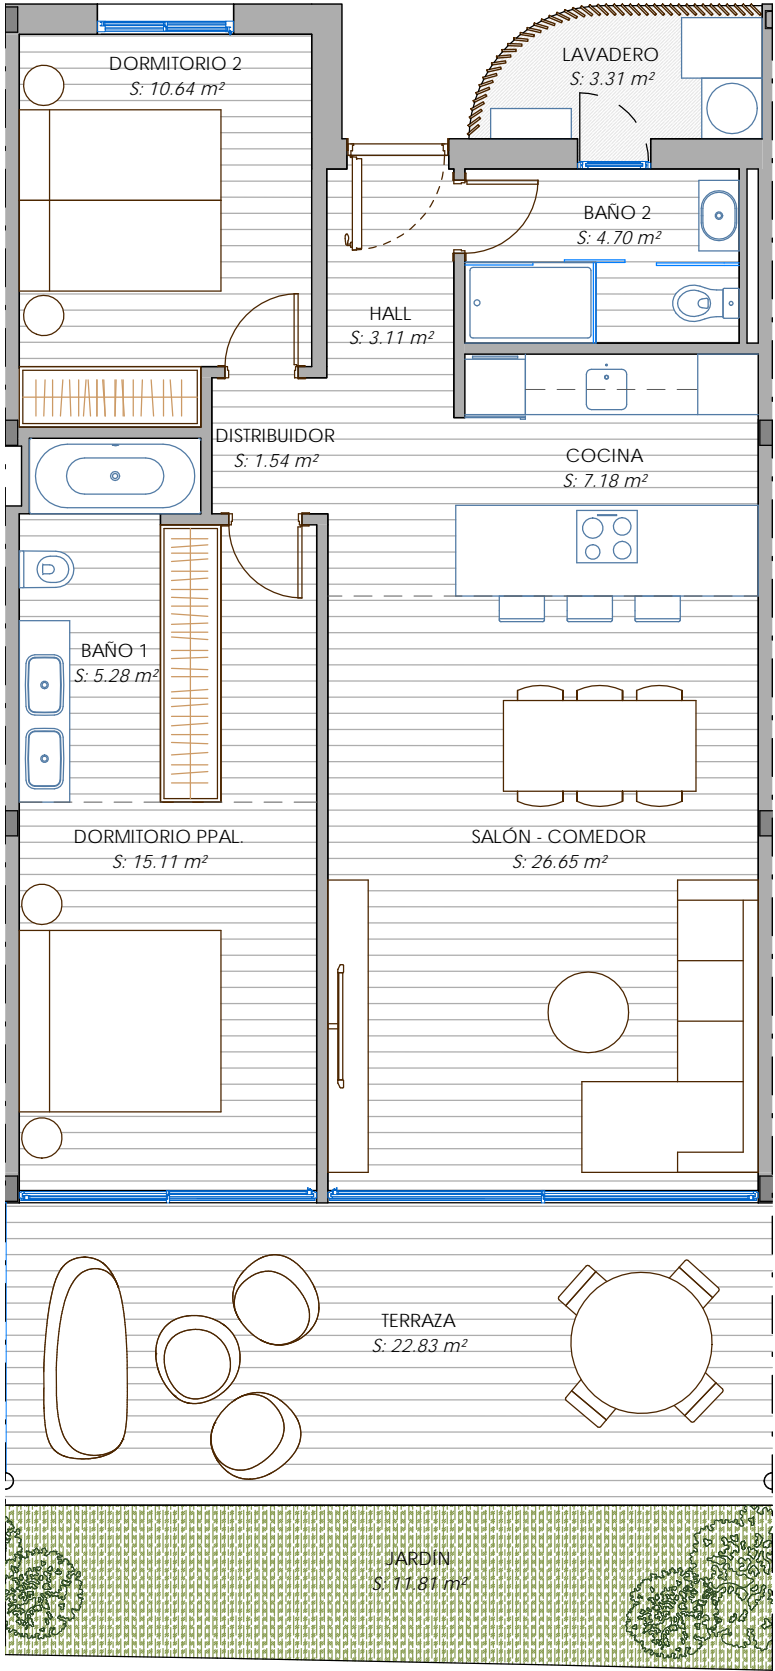 LAVADERO
S: 3.31 m²
DORMITORIO 2
S: 10.64 m²
BAÑO 2
S: 4.70 m²
HALL
S: 3.11 m²
DISTRIBUIDOR
S: 1.54 m²
COCINA
S: 7.18 m²
BAÑO 1
S: 5.28 m²
DORMITORIO PPAL.
S: 15.11 m²
SALÓN - COMEDOR
S: 26.65 m²
TERRAZA
S: 22.83 m²
JARDÍN
S: 11.81 m²